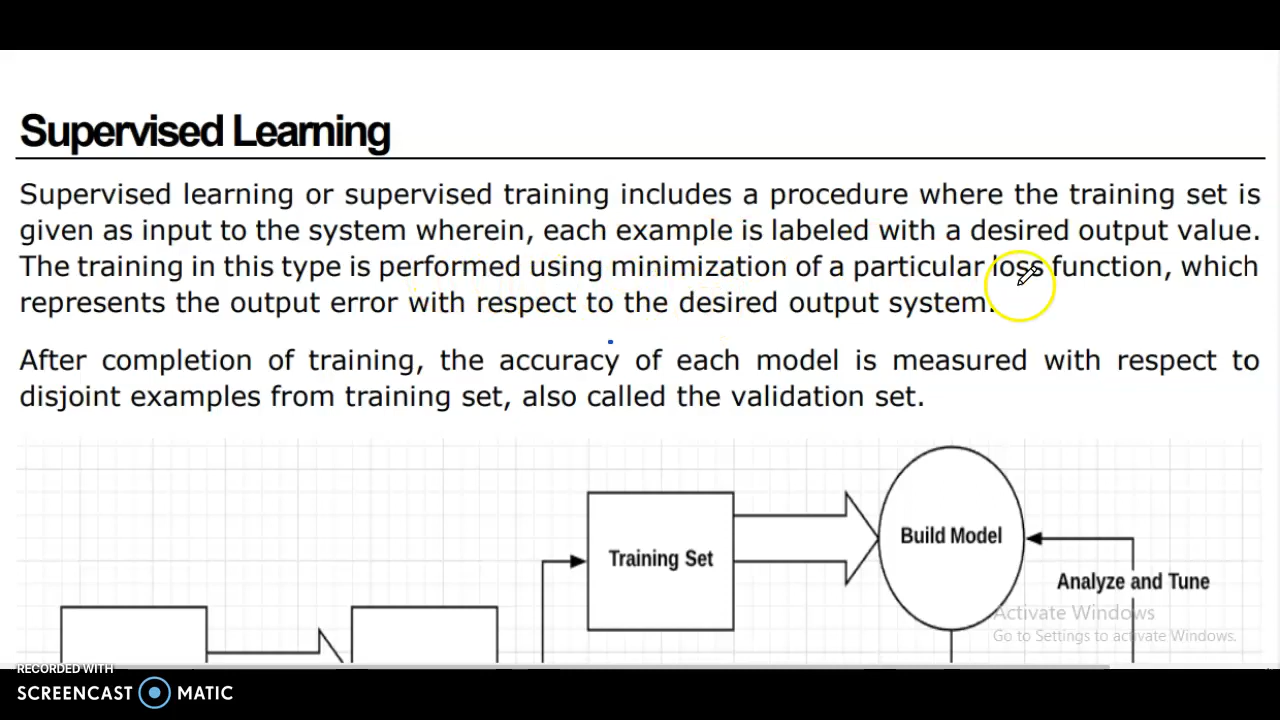 Supervised Learning
Supervised learning or supervised training includes a procedure where the training set is
given as input to the system wherein, each example is labeled with a desired output value.
The training in this type is performed using minimization of a particular loss function, which
represents the output error with respect to the desired output system.
After completion of training, the accuracy of each model is measured with respect to
disjoint examples from training set, also called the validation set.
Training Set
Build Model
Analyze and Tune
Activate Windows
Go to Settings to activate Windows.
RECORDED WITH
SCREENCAST MATIC